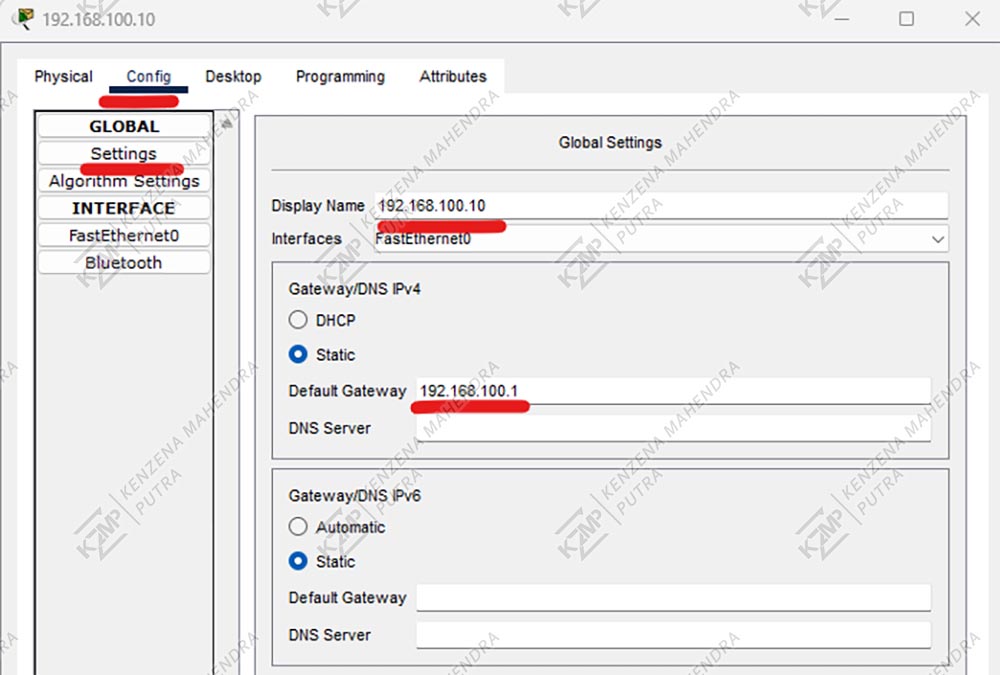 192.168.100.10
Physical Config Desktop Programming Attributes
GLOBAL
Settings
Algorithm Settings
INTERFACE
FastEthernet0
Bluetooth
Global Settings
Display Name 192.168.100.10
Interfaces FastEthernet0
Gateway/DNS IPv4
DHCP
Static
Default Gateway 192.168.100.1
DNS Server
Gateway/DNS IPv6
Automatic
Static
Default Gateway
DNS Server
KZMP KENZENA MAHENDRA
PUTRA